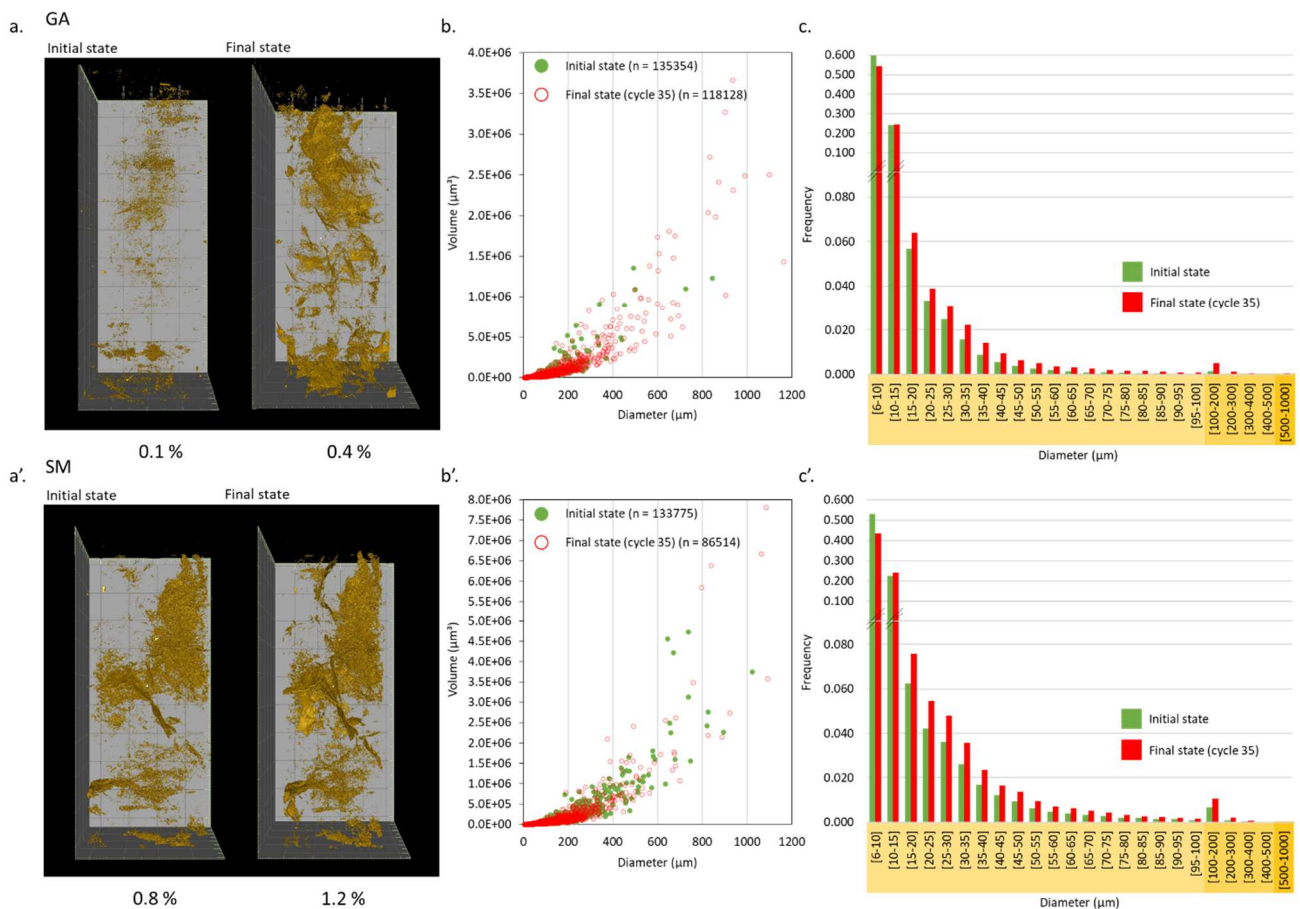 a.
GA
Initial state
Final state
0.1 %
0.4 %
b.
4.0E+06
3.5E+06
3.0E+06
2.5E+06
2.0E+06
1.5E+06
1.0E+06
5.0E+05
0.0E+00
Volume (µm³)
Initial state (n = 135354)
Final state (cycle 35) (n = 118128)
0
200
400
600
800
1000
1200
Diameter (µm)
c.
0.600
0.500
0.400
0.300
0.200
0.100
0.080
0.060
0.040
0.020
0.000
Frequency
Initial state
Final state (cycle 35)
[6-10]
[10-15]
[15-20]
[20-25]
[25-30]
[30-35]
[35-40]
[40-45]
[45-50]
[50-55]
[55-60]
[60-65]
[65-70]
[70-75]
[75-80]
[80-85]
[85-90]
[90-95]
[95-100]
[100-200]
[200-300]
[300-400]
[400-500]
[500-1000]
Diameter (µm)
a'.
SM
Initial state
Final state
0.8 %
1.2 %
b'.
8.0E+06
7.5E+06
7.0E+06
6.5E+06
6.0E+06
5.5E+06
5.0E+06
4.5E+06
4.0E+06
3.5E+06
3.0E+06
2.5E+06
2.0E+06
1.5E+06
1.0E+06
5.0E+05
0.0E+00
Volume (µm³)
Initial state (n = 133775)
Final state (cycle 35) (n = 86514)
0
200
400
600
800
1000
1200
Diameter (µm)
c'.
0.600
0.500
0.400
0.300
0.200
0.100
0.080
0.060
0.040
0.020
0.000
Frequency
Initial state
Final state (cycle 35)
[6-10]
[10-15]
[15-20]
[20-25]
[25-30]
[30-35]
[35-40]
[40-45]
[45-50]
[50-55]
[55-60]
[60-65]
[65-70]
[70-75]
[75-80]
[80-85]
[85-90]
[90-95]
[95-100]
[100-200]
[200-300]
[300-400]
[400-500]
[500-1000]
Diameter (µm)